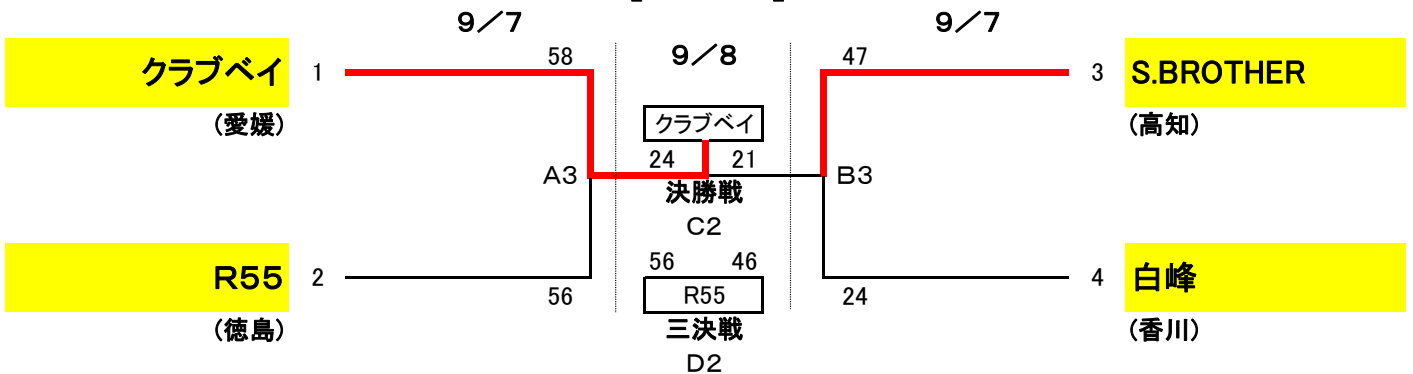 9／7
9／8
9／7
クラブベイ 1
58
47
3 S.BROTHER
(愛媛)
クラブベイ
(高知)
24 21
A3
B3
決勝戦
C2
R55 2
56 46
4 白峰
56
R55
24
(徳島)
三決戦
(香川)
D2